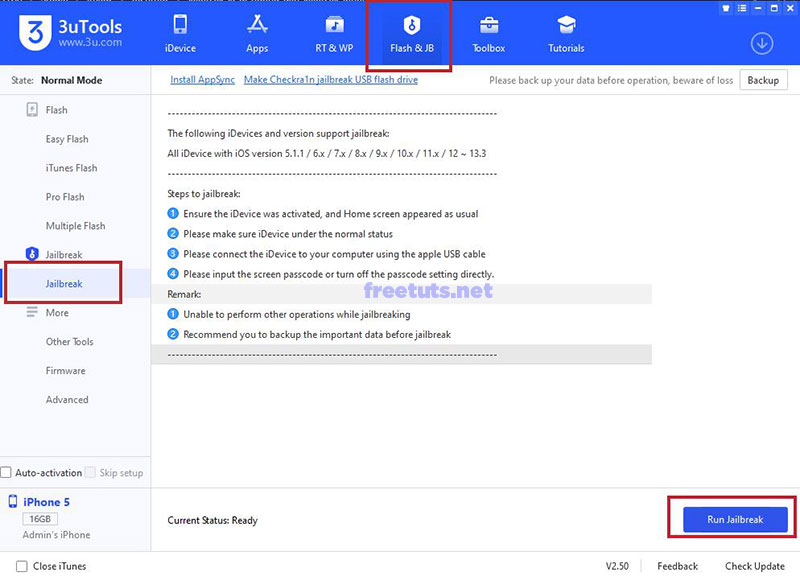 3 3uTools
www.3u.com
iDevice
Apps
RT & WP
Flash & JB
Toolbox
Tutorials
State: Normal Mode
Install AppSync Make Checkra1n jailbreak USB flash drive
Please back up your data before operation, beware of loss
Backup
Flash
Easy Flash
iTunes Flash
Pro Flash
Multiple Flash
Jailbreak
Jailbreak
More
Other Tools
Firmware
Advanced
-----------------------------------------------------------------------------------
The following iDevices and version support jailbreak:
All iDevice with iOS version 5.1.1 / 6.x / 7.x / 8.x / 9.x / 10.x / 11.x / 12 ~ 13.3
-----------------------------------------------------------------------------------
Steps to jailbreak:
1 Ensure the iDevice was activated, and Home screen appeared as usual
2 Please make sure iDevice under the normal status
3 Please connect the iDevice to your computer using the apple USB cable
4 Please input the screen passcode or turn off the passcode setting directly.
Remark:
freetuts.net
1 Unable to perform other operations while jailbreaking
2 Recommend you to backup the important data before jailbreak
-----------------------------------------------------------------------------------
Auto-activation Skip setup
iPhone 5
16GB
Admin's iPhone
Current Status: Ready
Run Jailbreak
Close iTunes
V2.50
Feedback
Check Update